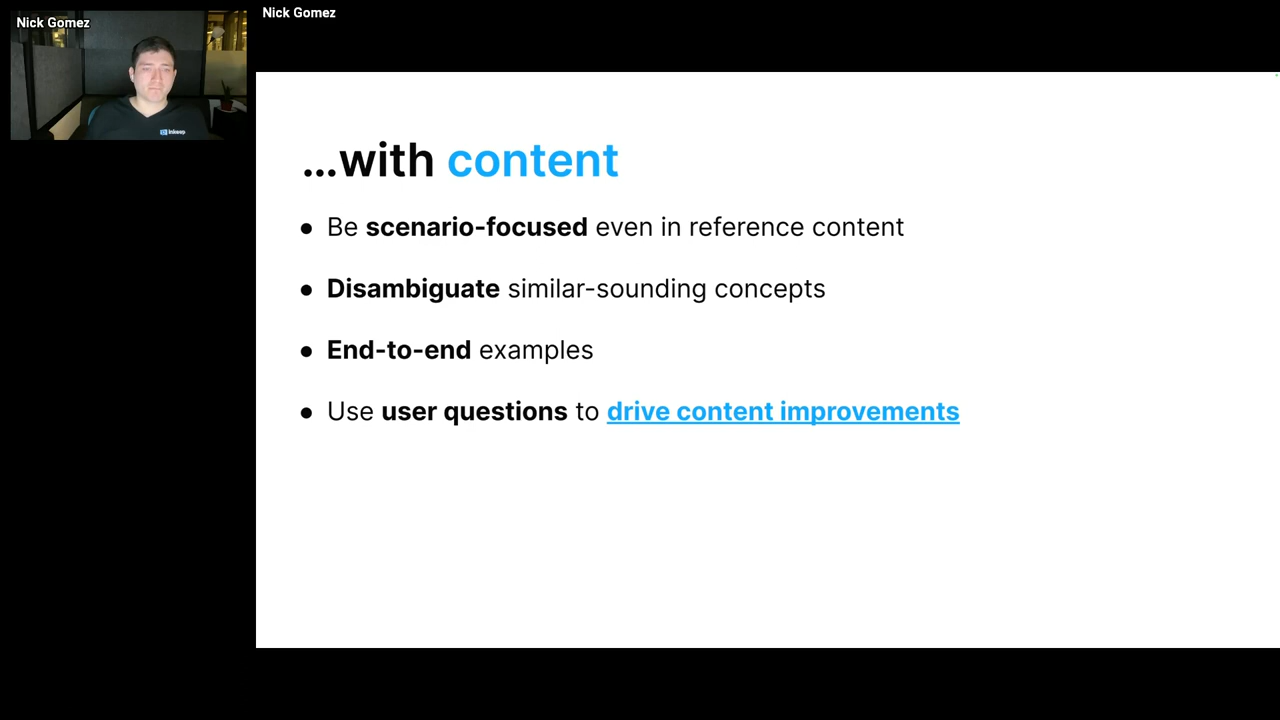 Nick Gomez
Nick Gomez
...with content
● Be scenario-focused even in reference content
● Disambiguate similar-sounding concepts
● End-to-end examples
● Use user questions to drive content improvements
inkeep